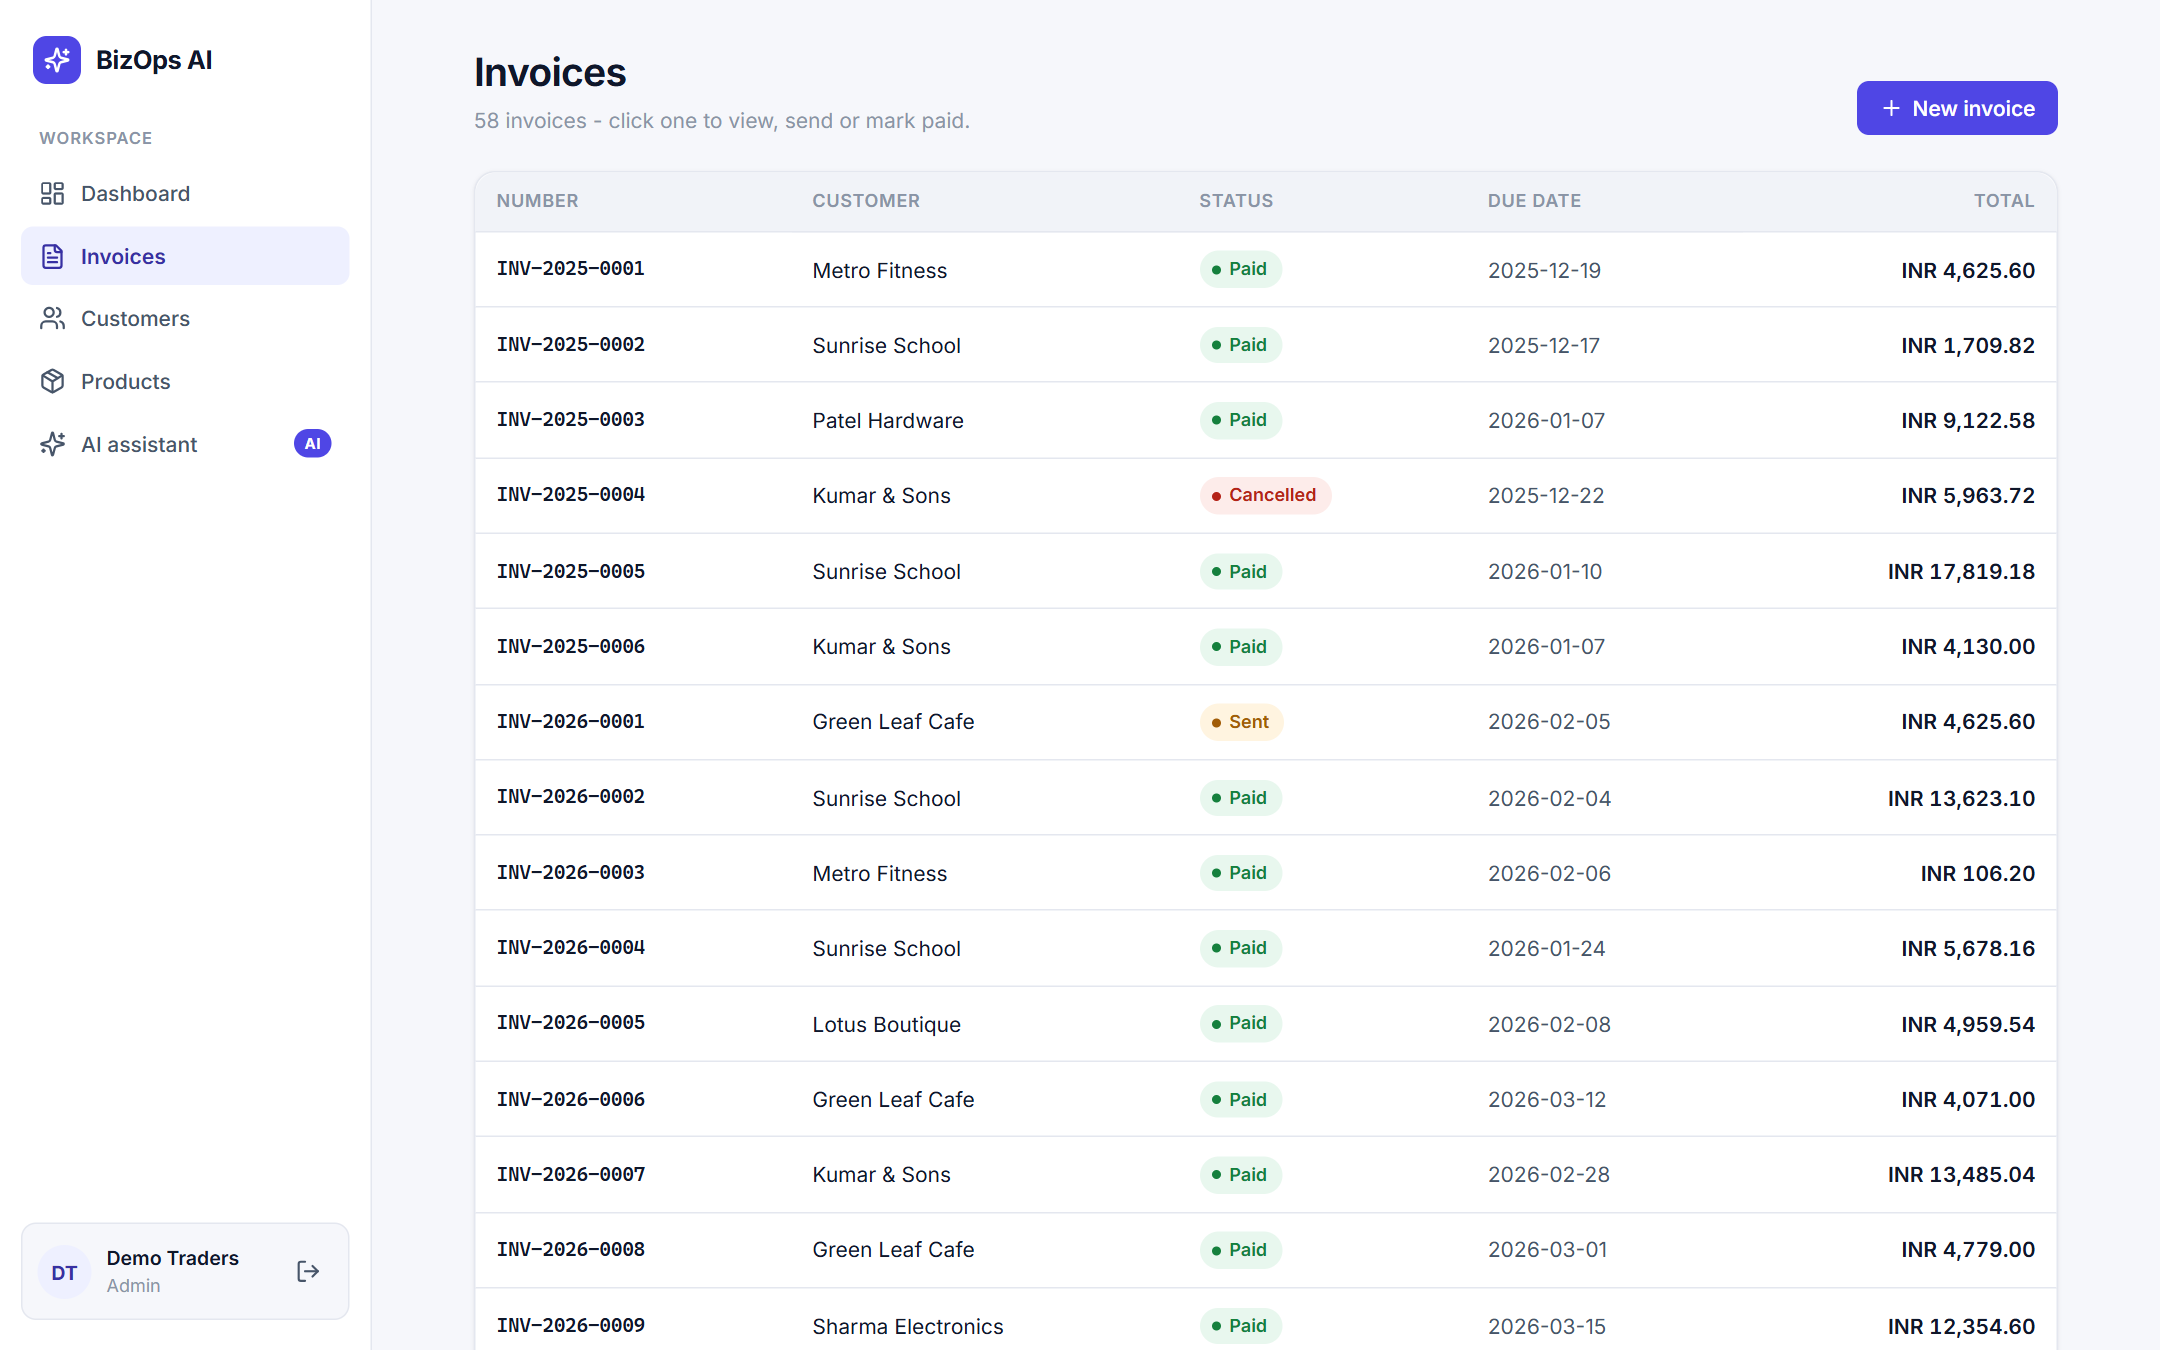 BizOps AI
WORKSPACE
Dashboard
Invoices
Customers
Products
AI assistant AI
DT
Demo Traders
Admin
Invoices
58 invoices - click one to view, send or mark paid.
+ New invoice
NUMBER CUSTOMER STATUS DUE DATE TOTAL
INV-2025-0001 Metro Fitness Paid 2025-12-19 INR 4,625.60
INV-2025-0002 Sunrise School Paid 2025-12-17 INR 1,709.82
INV-2025-0003 Patel Hardware Paid 2026-01-07 INR 9,122.58
INV-2025-0004 Kumar & Sons Cancelled 2025-12-22 INR 5,963.72
INV-2025-0005 Sunrise School Paid 2026-01-10 INR 17,819.18
INV-2025-0006 Kumar & Sons Paid 2026-01-07 INR 4,130.00
INV-2026-0001 Green Leaf Cafe Sent 2026-02-05 INR 4,625.60
INV-2026-0002 Sunrise School Paid 2026-02-04 INR 13,623.10
INV-2026-0003 Metro Fitness Paid 2026-02-06 INR 106.20
INV-2026-0004 Sunrise School Paid 2026-01-24 INR 5,678.16
INV-2026-0005 Lotus Boutique Paid 2026-02-08 INR 4,959.54
INV-2026-0006 Green Leaf Cafe Paid 2026-03-12 INR 4,071.00
INV-2026-0007 Kumar & Sons Paid 2026-02-28 INR 13,485.04
INV-2026-0008 Green Leaf Cafe Paid 2026-03-01 INR 4,779.00
INV-2026-0009 Sharma Electronics Paid 2026-03-15 INR 12,354.60